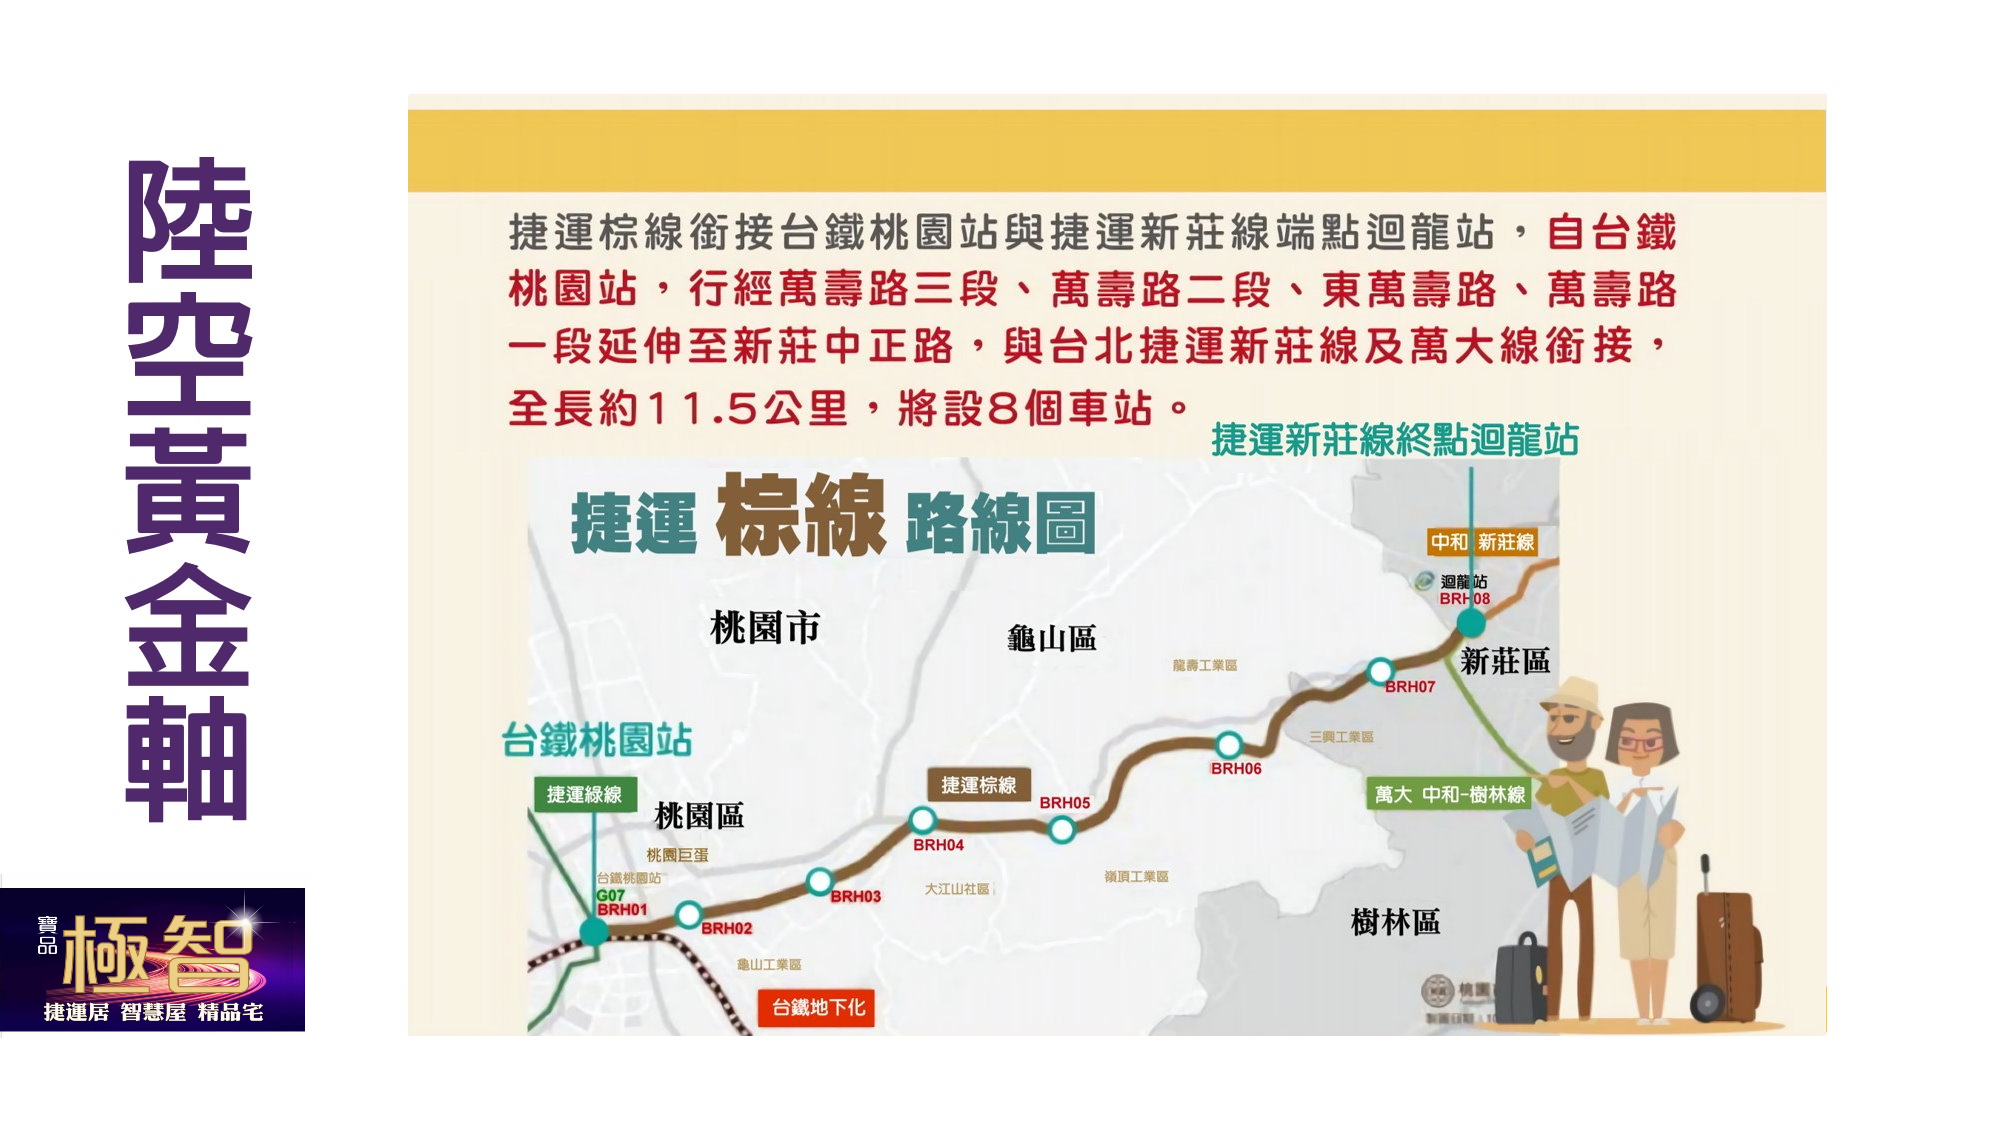 陸空黃金軸
捷運棕線銜接台鐵桃園站與捷運新莊線端點迴龍站，自台鐵
桃園站，行經萬壽路三段、萬壽路二段、東萬壽路、萬壽路
一段延伸至新莊中正路，與台北捷運新莊線及萬大線銜接，
全長約11.5公里，將設8個車站。
捷運新莊線終點迴龍站
捷運棕線路線圖
中和 新莊線
迴龍站
BRH08
桃園市
龜山區
新莊區
龍壽工業區
BRH07
台鐵桃園站
三興工業區
BRH06
捷運棕線
捷運綠線
萬大 中和-樹林線
BRH05
桃園區
BRH04
桃園巨蛋
台鐵桃園站
嶺頂工業區
大江山社區
G07
BRH03
BRH01
BRH02
樹林區
龜山工業區
台鐵地下化
桃園
寶品
極智
捷運居 智慧屋 精品宅